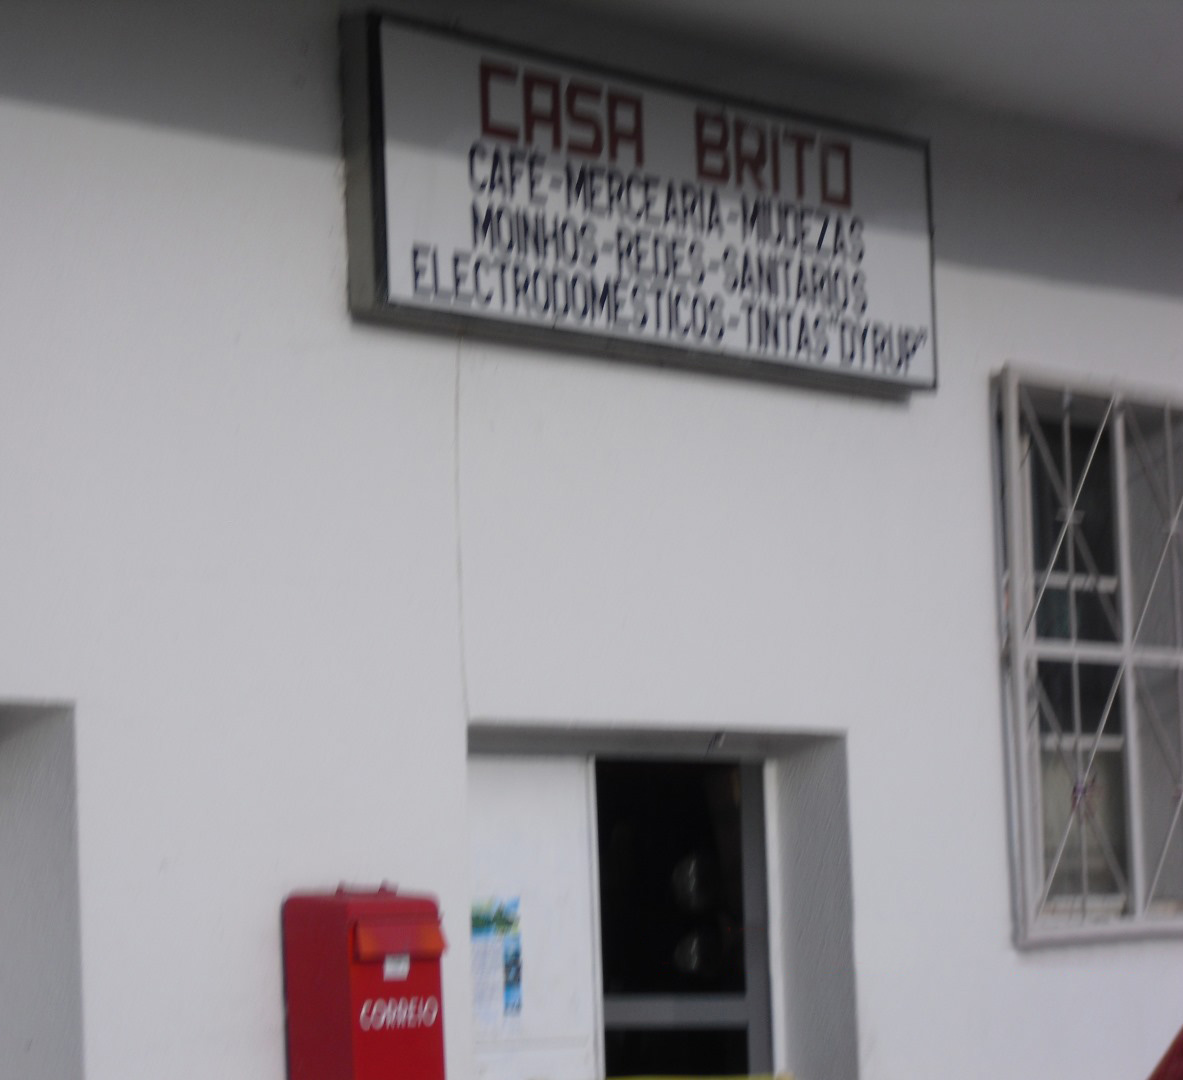 CASA BRITO
CAFÉ-MERCEARIA-MIUDEZAS
MOINHOS-REDES-SANITÁRIOS
ELECTRODOMÉSTICOS-TINTAS"DYRUP"
CORREIO